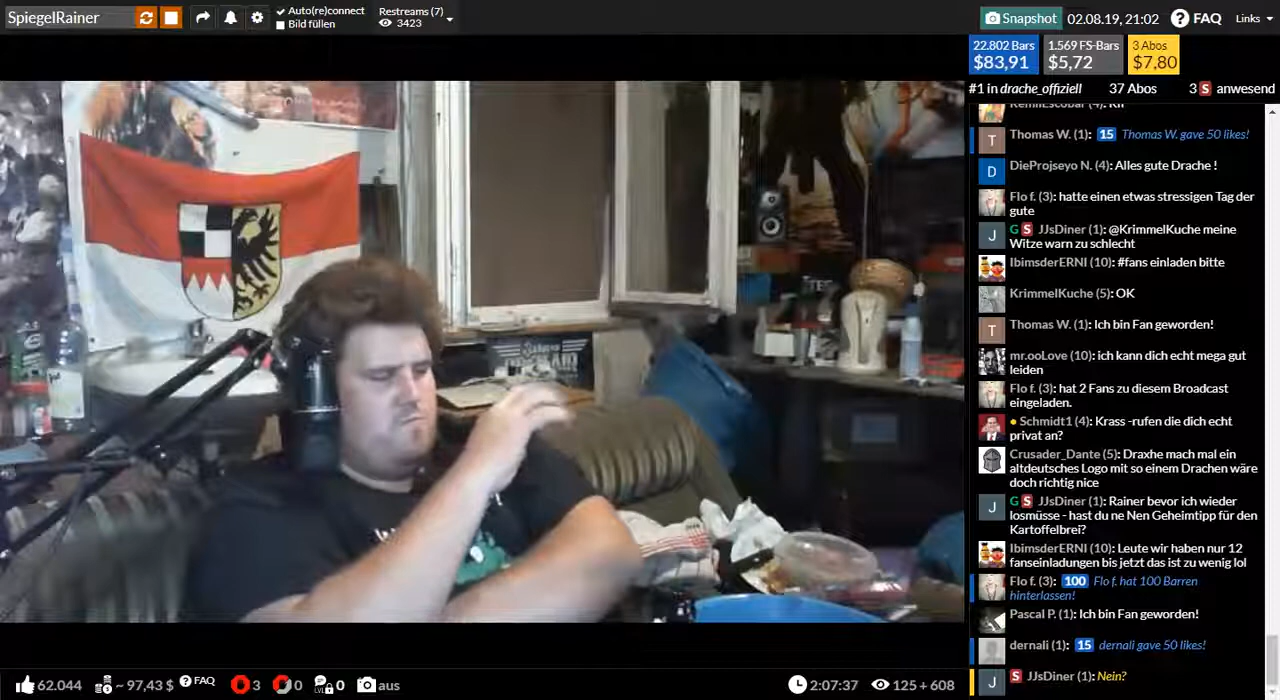 SpiegelRainer
Auto(re)connect
Bild füllen
Restreams (7)
3423
Snapshot
02.08.19, 21:02
FAQ
Links
22.802 Bars
$83,91
1.569 FS-Bars
$5,72
3 Abos
$7,80
#1 in drache_offiziell
37 Abos
3 S anwesend
T Thomas W. (1): 15 Thomas W. gave 50 likes!
D DieProjseyo N. (4): Alles gute Drache !
Flo f. (3): hatte einen etwas stressigen Tag der
gute
J G S JJsDiner (1): @KrimmelKuche meine
Witze warn zu schlecht
IbimsderERNI (10): #fans einladen bitte
KrimmelKuche (5): OK
T Thomas W. (1): Ich bin Fan geworden!
mr.ooLove (10): ich kann dich echt mega gut
leiden
Flo f. (3): hat 2 Fans zu diesem Broadcast
eingeladen.
Schmidt1 (4): Krass -rufen die dich echt
privat an?
Crusader_Dante (5): Draxhe mach mal ein
altdeutsches Logo mit so einem Drachen wäre
doch richtig nice
J G S JJsDiner (1): Rainer bevor ich wieder
losmüsse - hast du ne Nen Geheimtipp für den
Kartoffelbrei?
IbimsderERNI (10): Leute wir haben nur 12
fanseinladungen bis jetzt das ist zu wenig lol
Flo f. (3): 100 Flo f. hat 100 Barren
hinterlassen!
Pascal P. (1): Ich bin Fan geworden!
dernali (1): 15 dernali gave 50 likes!
J S JJsDiner (1): Nein?
62.044
~ 97,43 $
FAQ
3
0
LVL
0
aus
2:07:37
125 + 608